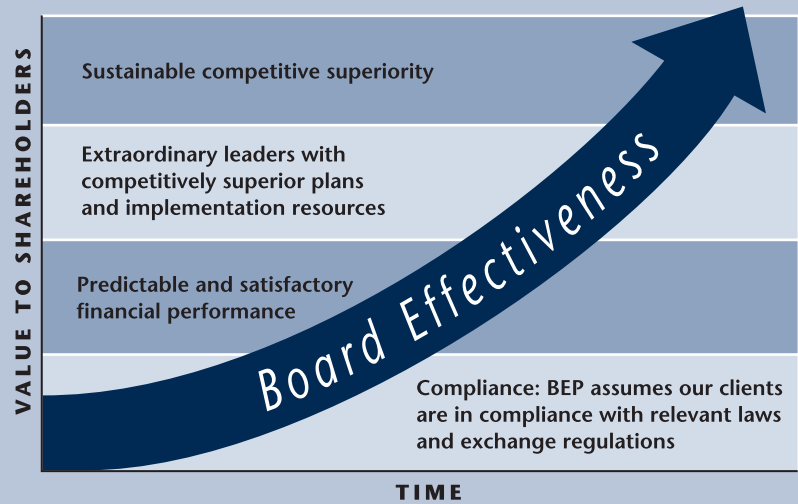 VALUE TO SHAREHOLDERS
Sustainable competitive superiority
Extraordinary leaders with
competitively superior plans
and implementation resources
Predictable and satisfactory
financial performance
Board Effectiveness
Compliance: BEP assumes our clients
are in compliance with relevant laws
and exchange regulations
TIME